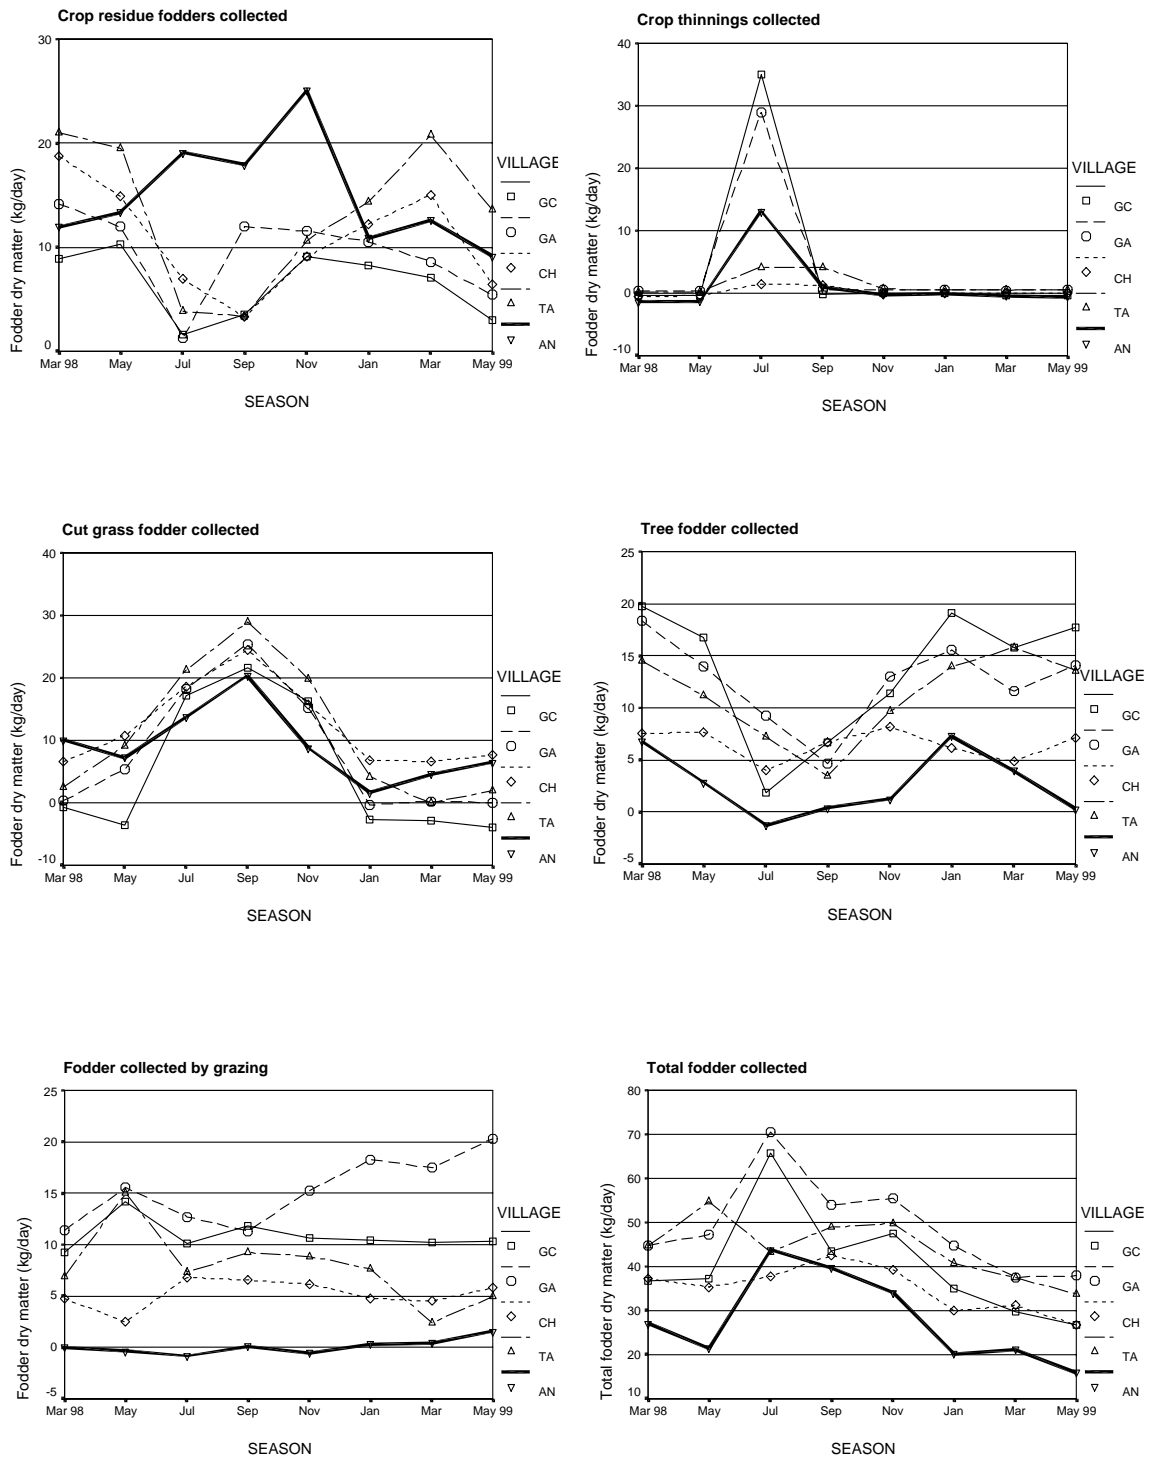 Crop residue fodders collected
30
20
10
0
Fodder dry matter (kg/day)
Mar 98 May Jul Sep Nov Jan Mar May 99
SEASON
VILLAGE
GC
GA
CH
TA
AN
Crop thinnings collected
40
30
20
10
0
-10
Fodder dry matter (kg/day)
Mar 98 May Jul Sep Nov Jan Mar May 99
SEASON
VILLAGE
GC
GA
CH
TA
AN
Cut grass fodder collected
40
30
20
10
0
-10
Fodder dry matter (kg/day)
Mar 98 May Jul Sep Nov Jan Mar May 99
SEASON
VILLAGE
GC
GA
CH
TA
AN
Tree fodder collected
25
20
15
10
5
0
-5
Fodder dry matter (kg/day)
Mar 98 May Jul Sep Nov Jan Mar May 99
SEASON
VILLAGE
GC
GA
CH
TA
AN
Fodder collected by grazing
25
20
15
10
5
0
-5
Fodder dry matter (kg/day)
Mar 98 May Jul Sep Nov Jan Mar May 99
SEASON
VILLAGE
GC
GA
CH
TA
AN
Total fodder collected
80
70
60
50
40
30
20
10
Total fodder dry matter (kg/day)
Mar 98 May Jul Sep Nov Jan Mar May 99
SEASON
VILLAGE
GC
GA
CH
TA
AN